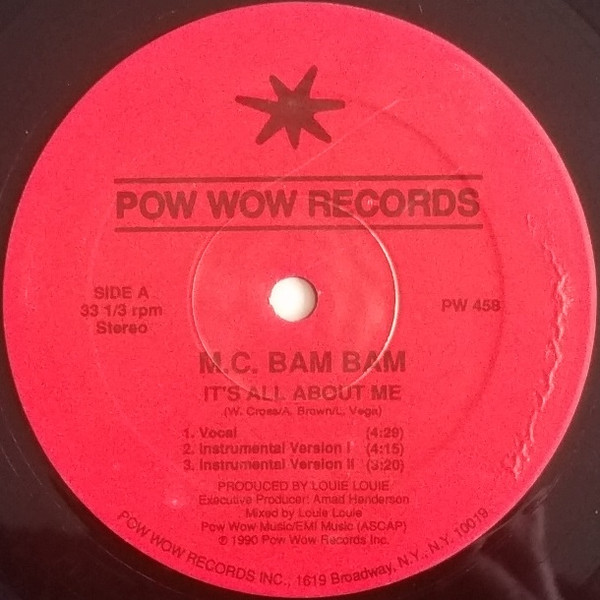 POW WOW RECORDS
SIDE A
33 1/3 rpm
Stereo
PW 458
M.C. BAM BAM
IT'S ALL ABOUT ME
(W. Cross/A. Brown/L. Vega)
1. Vocal (4:29)
2. Instrumental Version I (4:15)
3. Instrumental Version II (3:20)
PRODUCED BY LOUIE LOUIE
Executive Producer: Amad Henderson
Mixed by Louie Louie
Pow Wow Music/EMI Music (ASCAP)
℗ 1990 Pow Wow Records Inc.
POW WOW RECORDS INC., 1619 Broadway, N.Y., N.Y. 10019